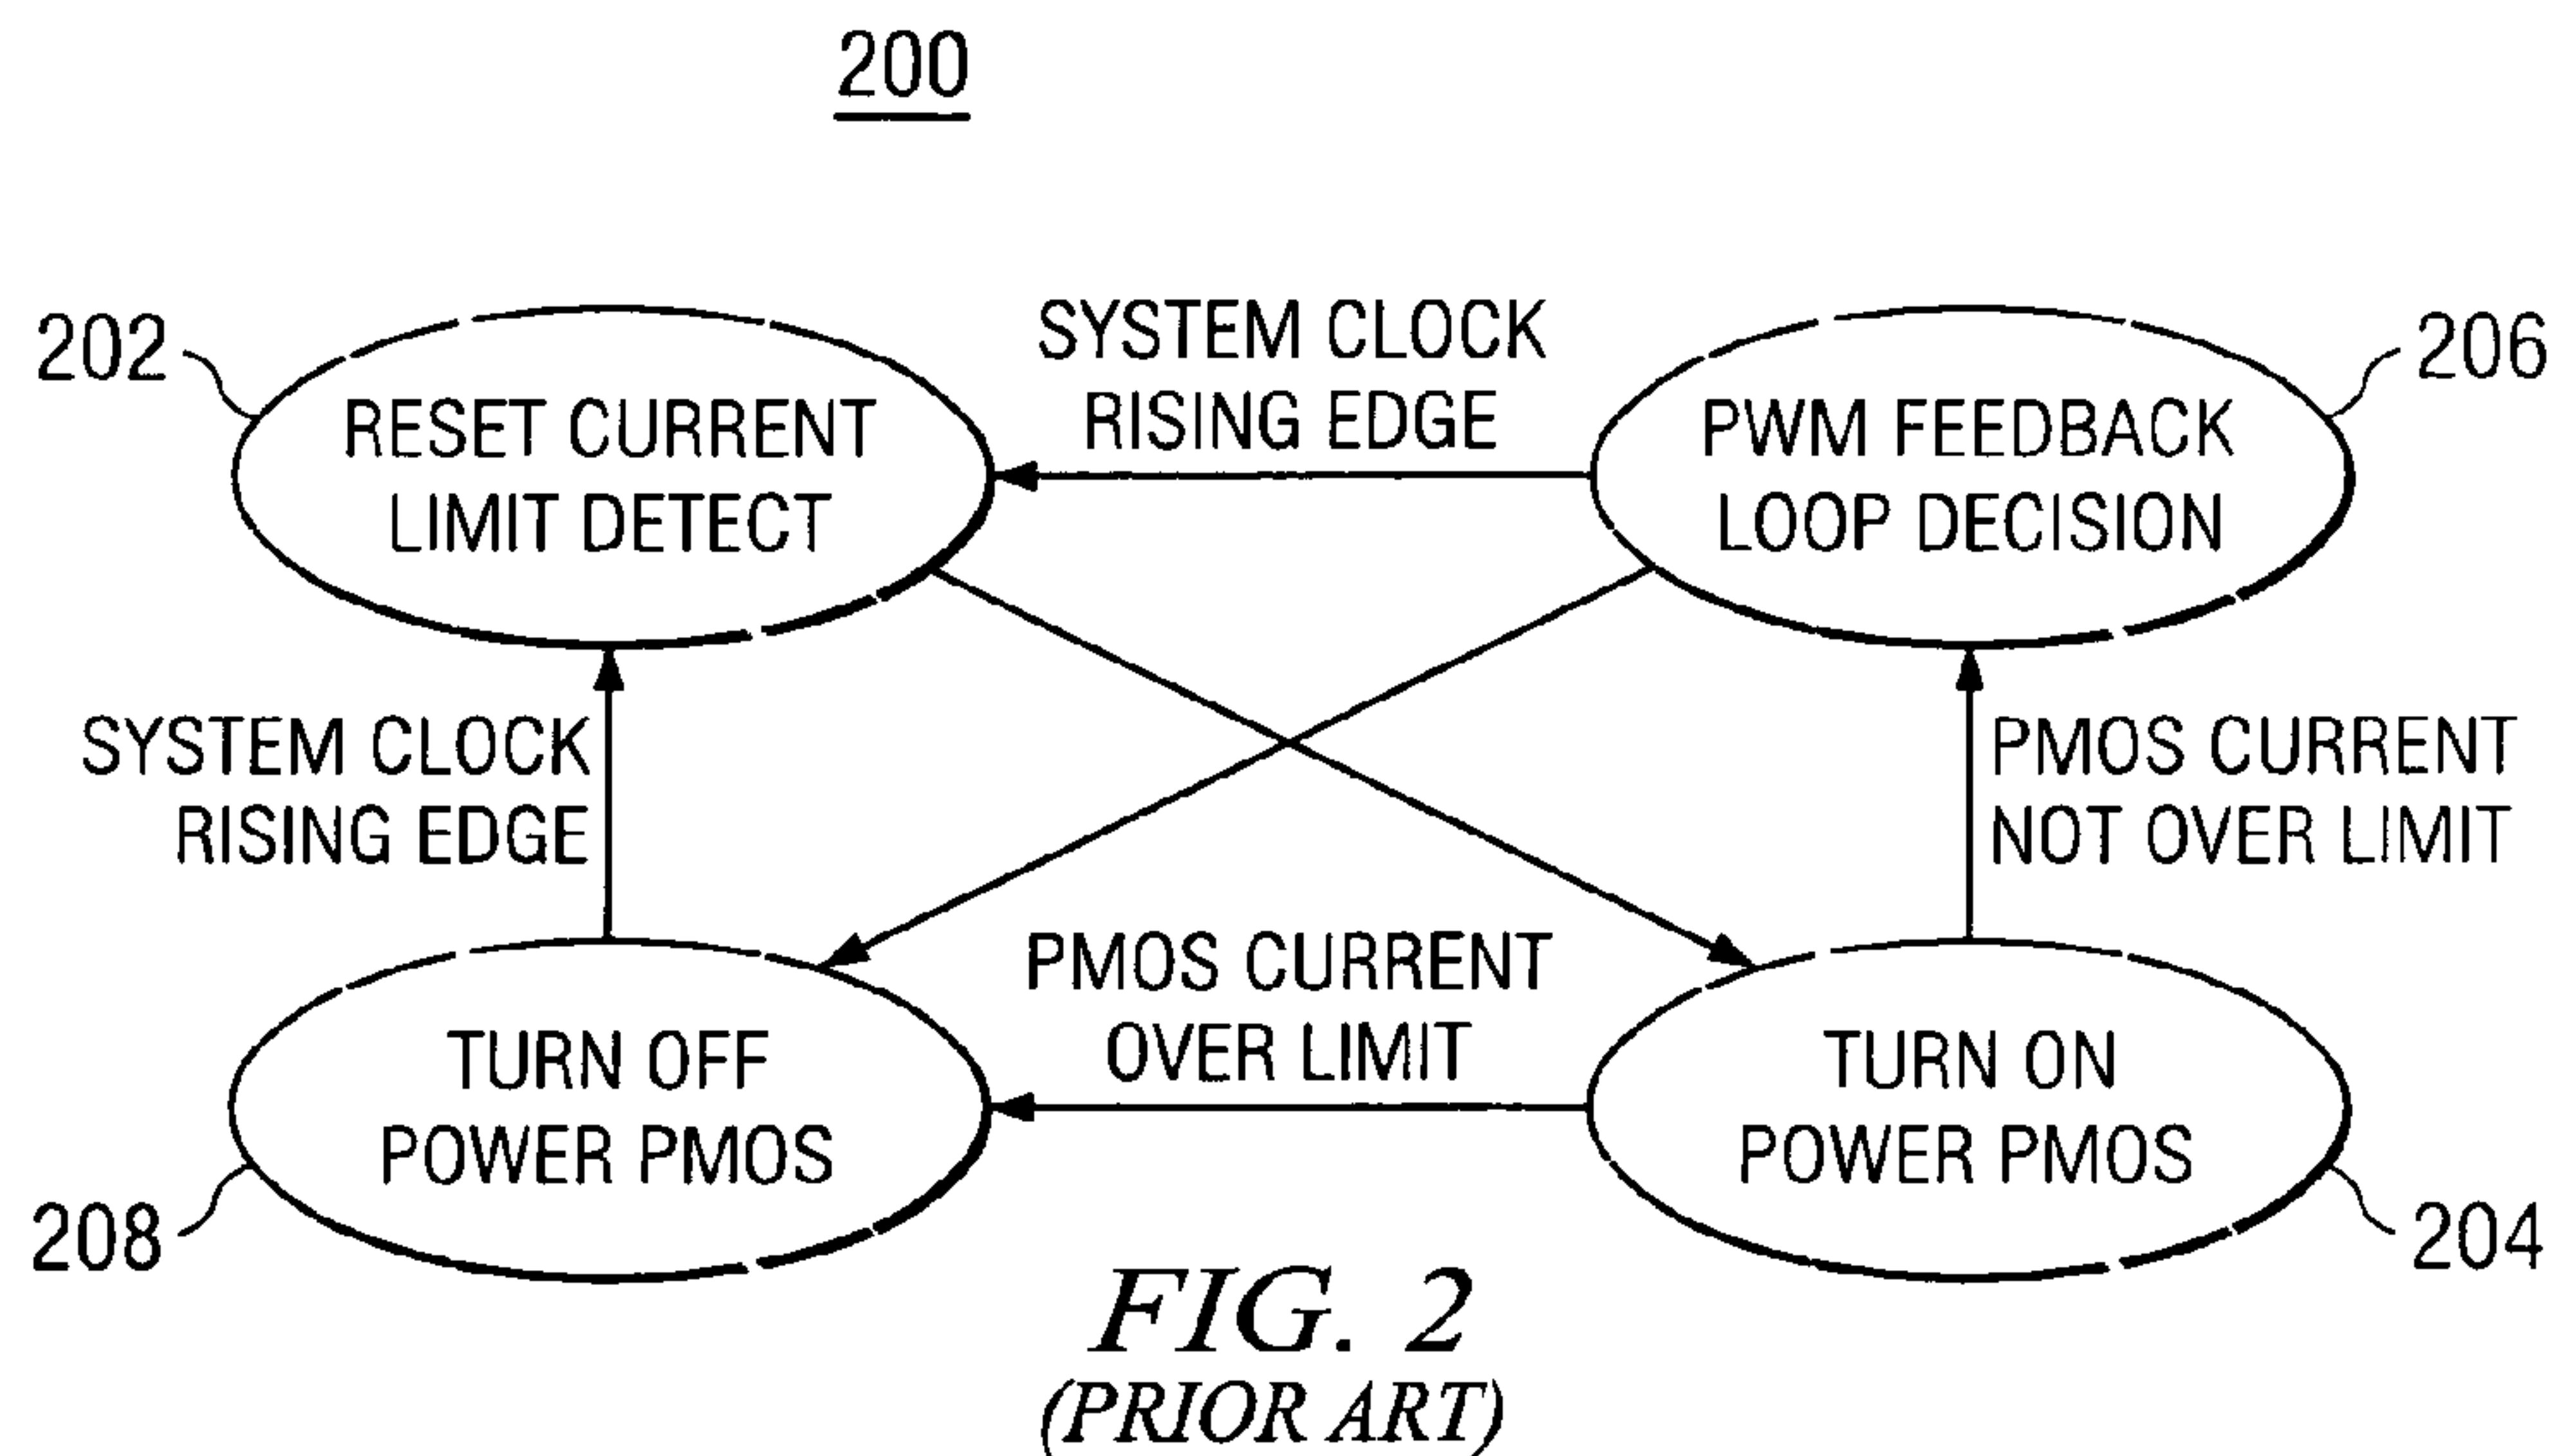 200
202
RESET CURRENT
LIMIT DETECT
SYSTEM CLOCK
RISING EDGE
PWM FEEDBACK
LOOP DECISION
206
SYSTEM CLOCK
RISING EDGE
PMOS CURRENT
NOT OVER LIMIT
PMOS CURRENT
OVER LIMIT
TURN OFF
POWER PMOS
208
TURN ON
POWER PMOS
204
FIG. 2
(PRIOR ART)